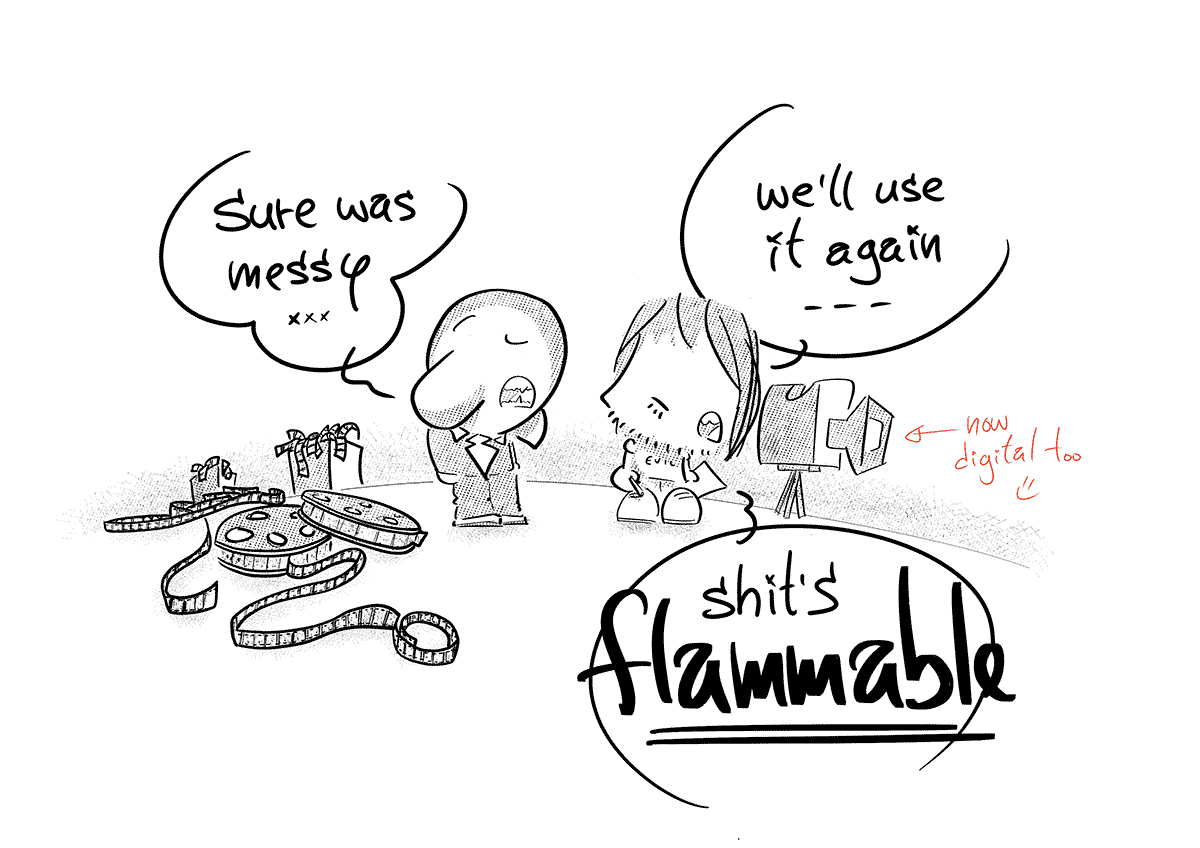 Sure was
messy
xxx
we'll use
it again
----
now
digital too
shit's
flammable